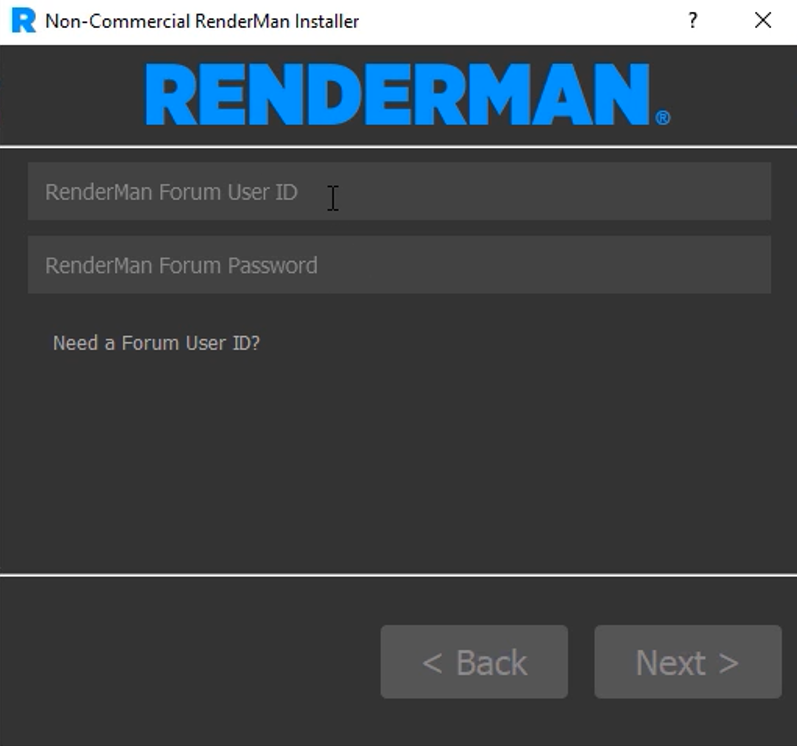 R Non-Commercial RenderMan Installer ?
RENDERMAN®
RenderMan Forum User ID
RenderMan Forum Password
Need a Forum User ID?
< Back Next >